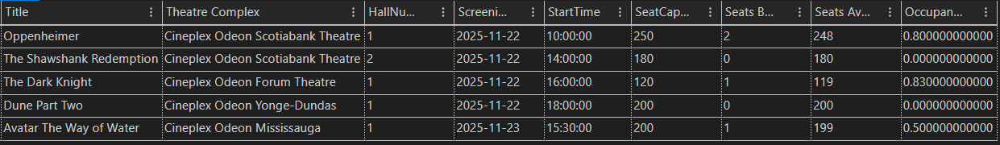 Title Theatre Complex HallNu... Screeni... StartTime SeatCap... Seats B... Seats Av... Occupan...
Oppenheimer Cineplex Odeon Scotiabank Theatre 1 2025-11-22 10:00:00 250 2 248 0.800000000000
The Shawshank Redemption Cineplex Odeon Scotiabank Theatre 2 2025-11-22 14:00:00 180 0 180 0.000000000000
The Dark Knight Cineplex Odeon Forum Theatre 1 2025-11-22 16:00:00 120 1 119 0.830000000000
Dune Part Two Cineplex Odeon Yonge-Dundas 1 2025-11-22 18:00:00 200 0 200 0.000000000000
Avatar The Way of Water Cineplex Odeon Mississauga 1 2025-11-23 15:30:00 200 1 199 0.500000000000